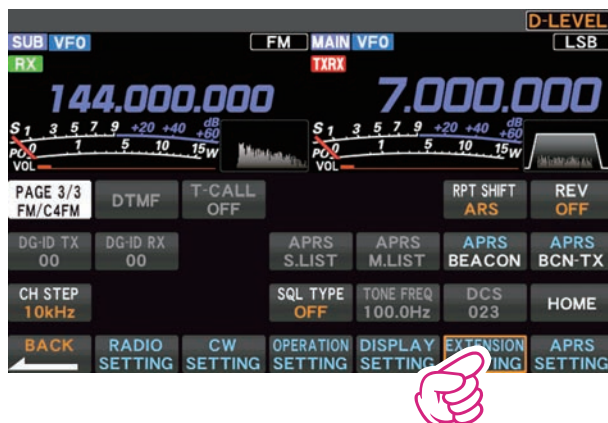 D-LEVEL
SUB VFO FM MAIN VFO LSB
RX TXRX
144.000.000 7.000.000
S 1 3 5 7 9 +20 +40 +60 dB S 1 3 5 7 9 +20 +40 +60 dB
PO 0 1 5 10 15 W PO 0 1 5 10 15 W
VOL VOL
PAGE 3/3 DTMF T-CALL RPT SHIFT REV
FM/C4FM OFF ARS OFF
DG-ID TX DG-ID RX APRS APRS APRS APRS
00 00 S.LIST M.LIST BEACON BCN-TX
CH STEP SQL TYPE TONE FREQ DCS HOME
10kHz OFF 100.0Hz 023
BACK RADIO CW OPERATION DISPLAY EXTENSION APRS
SETTING SETTING SETTING SETTING SETTING